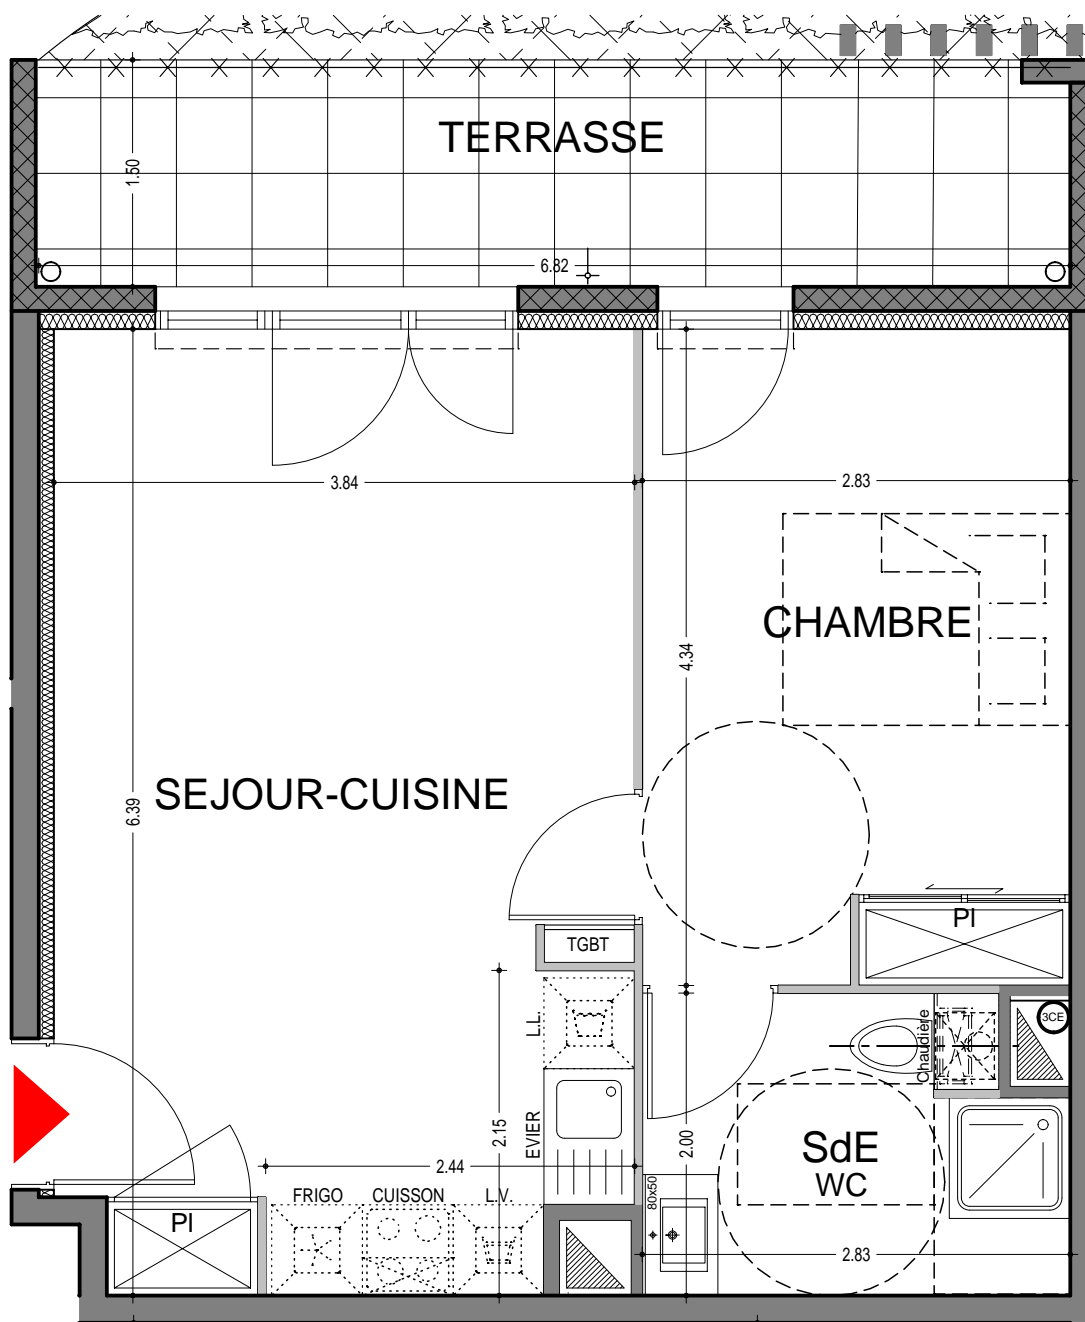 TERRASSE
1.50
6.82
3.84
2.83
CHAMBRE
4.34
SEJOUR-CUISINE
6.39
PI
TGBT
3CE
L.L.
Chaudière
EVIER
2.15
2.00
SdE
WC
2.44
80x50
FRIGO
CUISSON
L.V.
PI
2.83